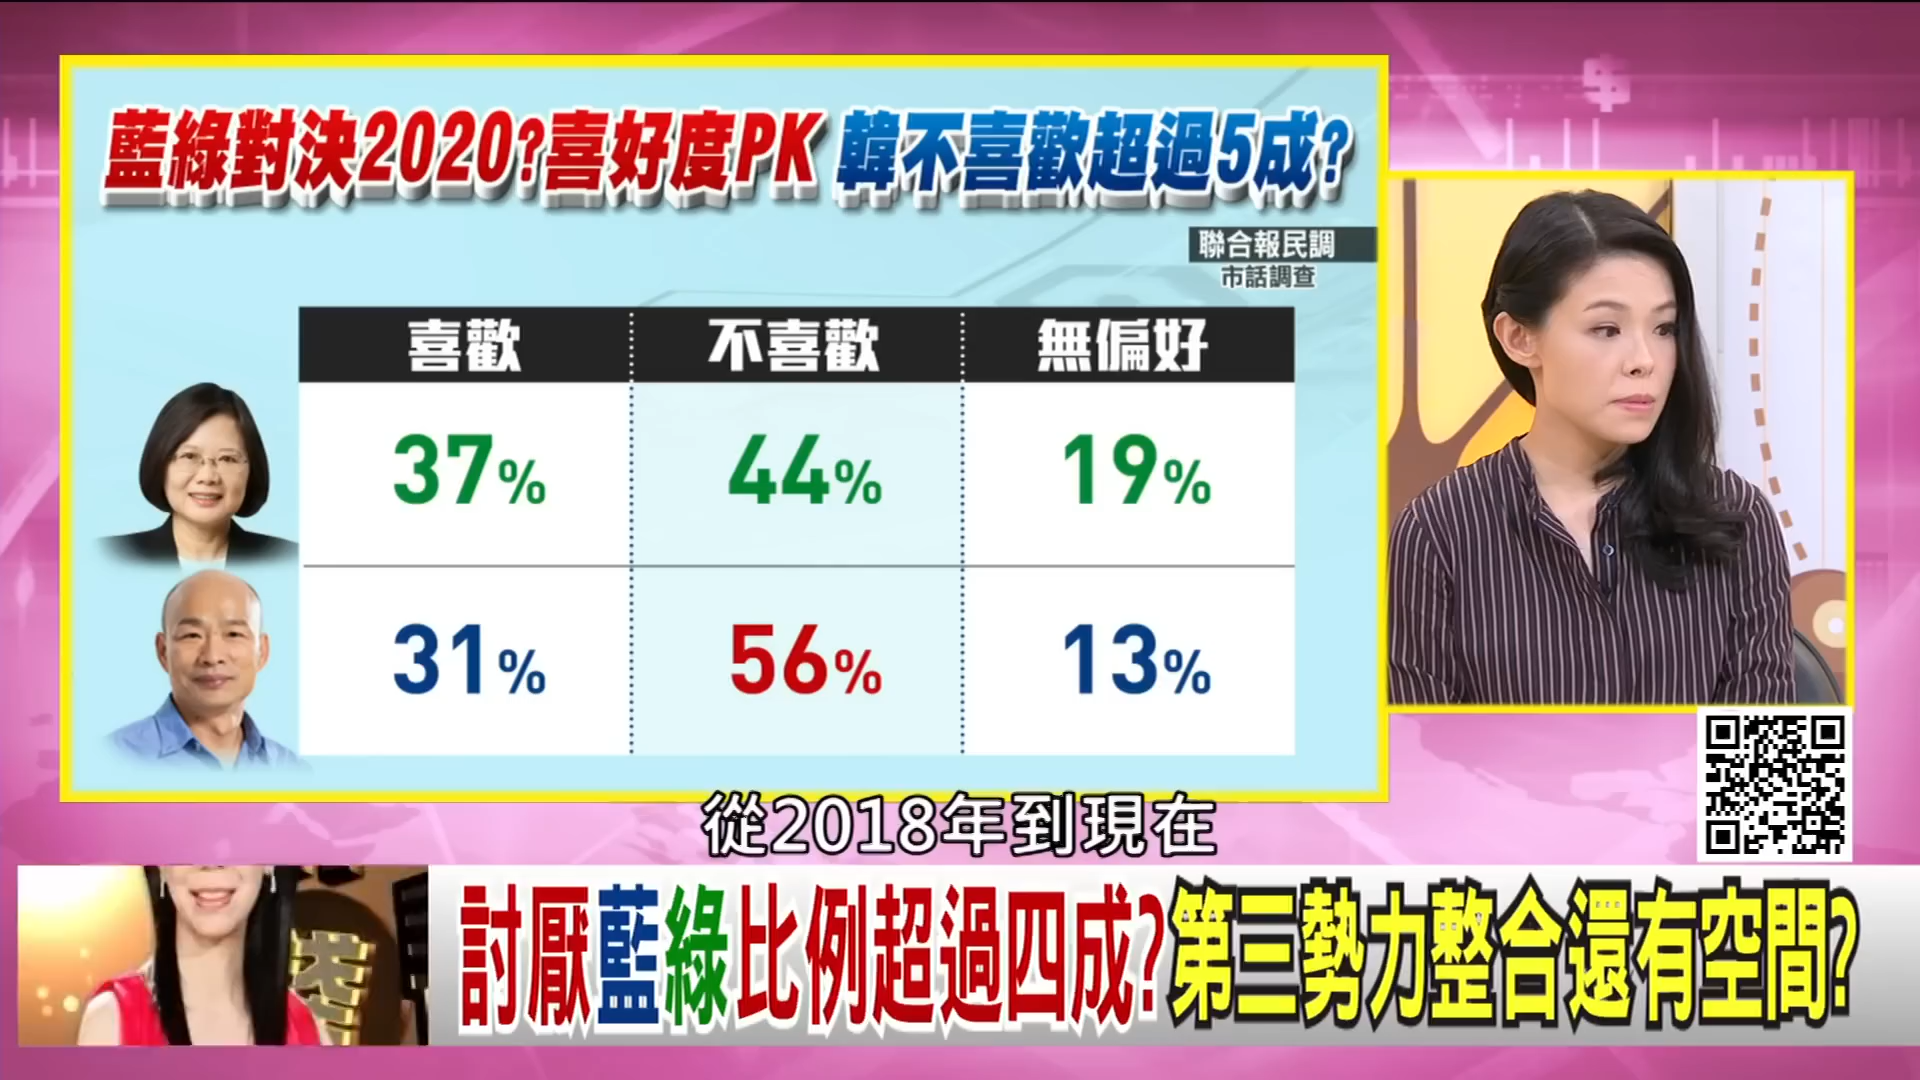 藍綠對決2020?喜好度PK 韓不喜歡超過5成?
聯合報民調
市話調查
喜歡 不喜歡 無偏好
37% 44% 19%
31% 56% 13%
從2018年到現在
討厭藍綠比例超過四成?第三勢力整合還有空間?